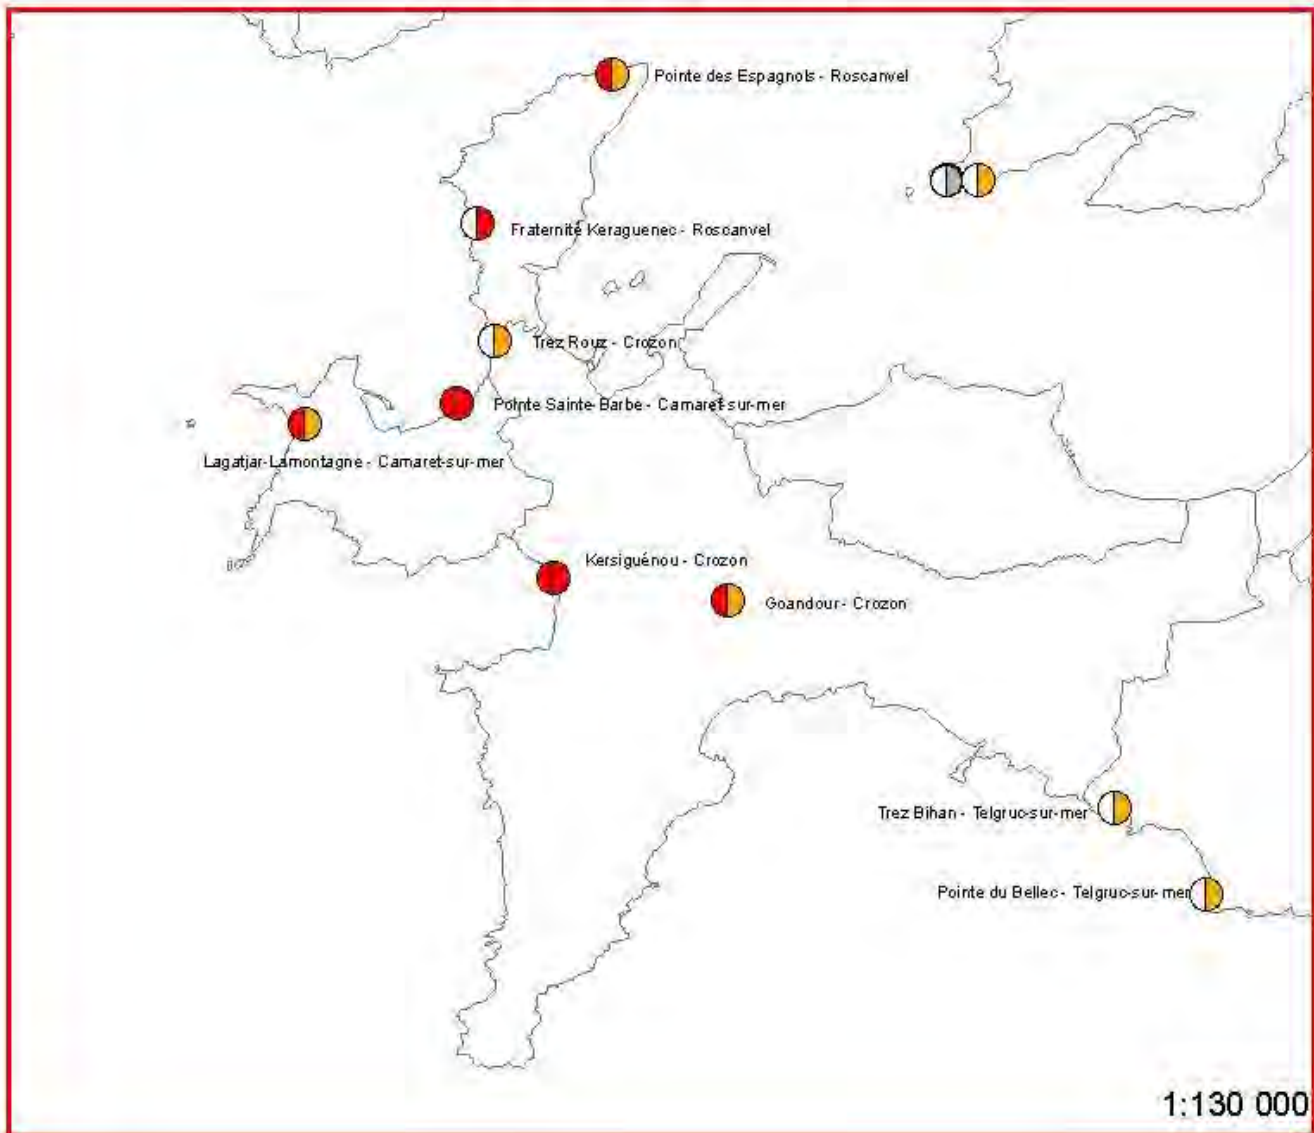 Pointe des Espagnols - Roscanvel
Fraternité Keraguenec - Roscanvel
Trez Rouz - Crozon
Pointe Sainte-Barbe - Camaret-sur-mer
Lagatjar-Lamontagne - Camaret-sur-mer
Kersiguénou - Crozon
Goandour - Crozon
Trez Bihan - Telgruc-sur-mer
Pointe du Bellec - Telgruc-sur-mer
1:130 000